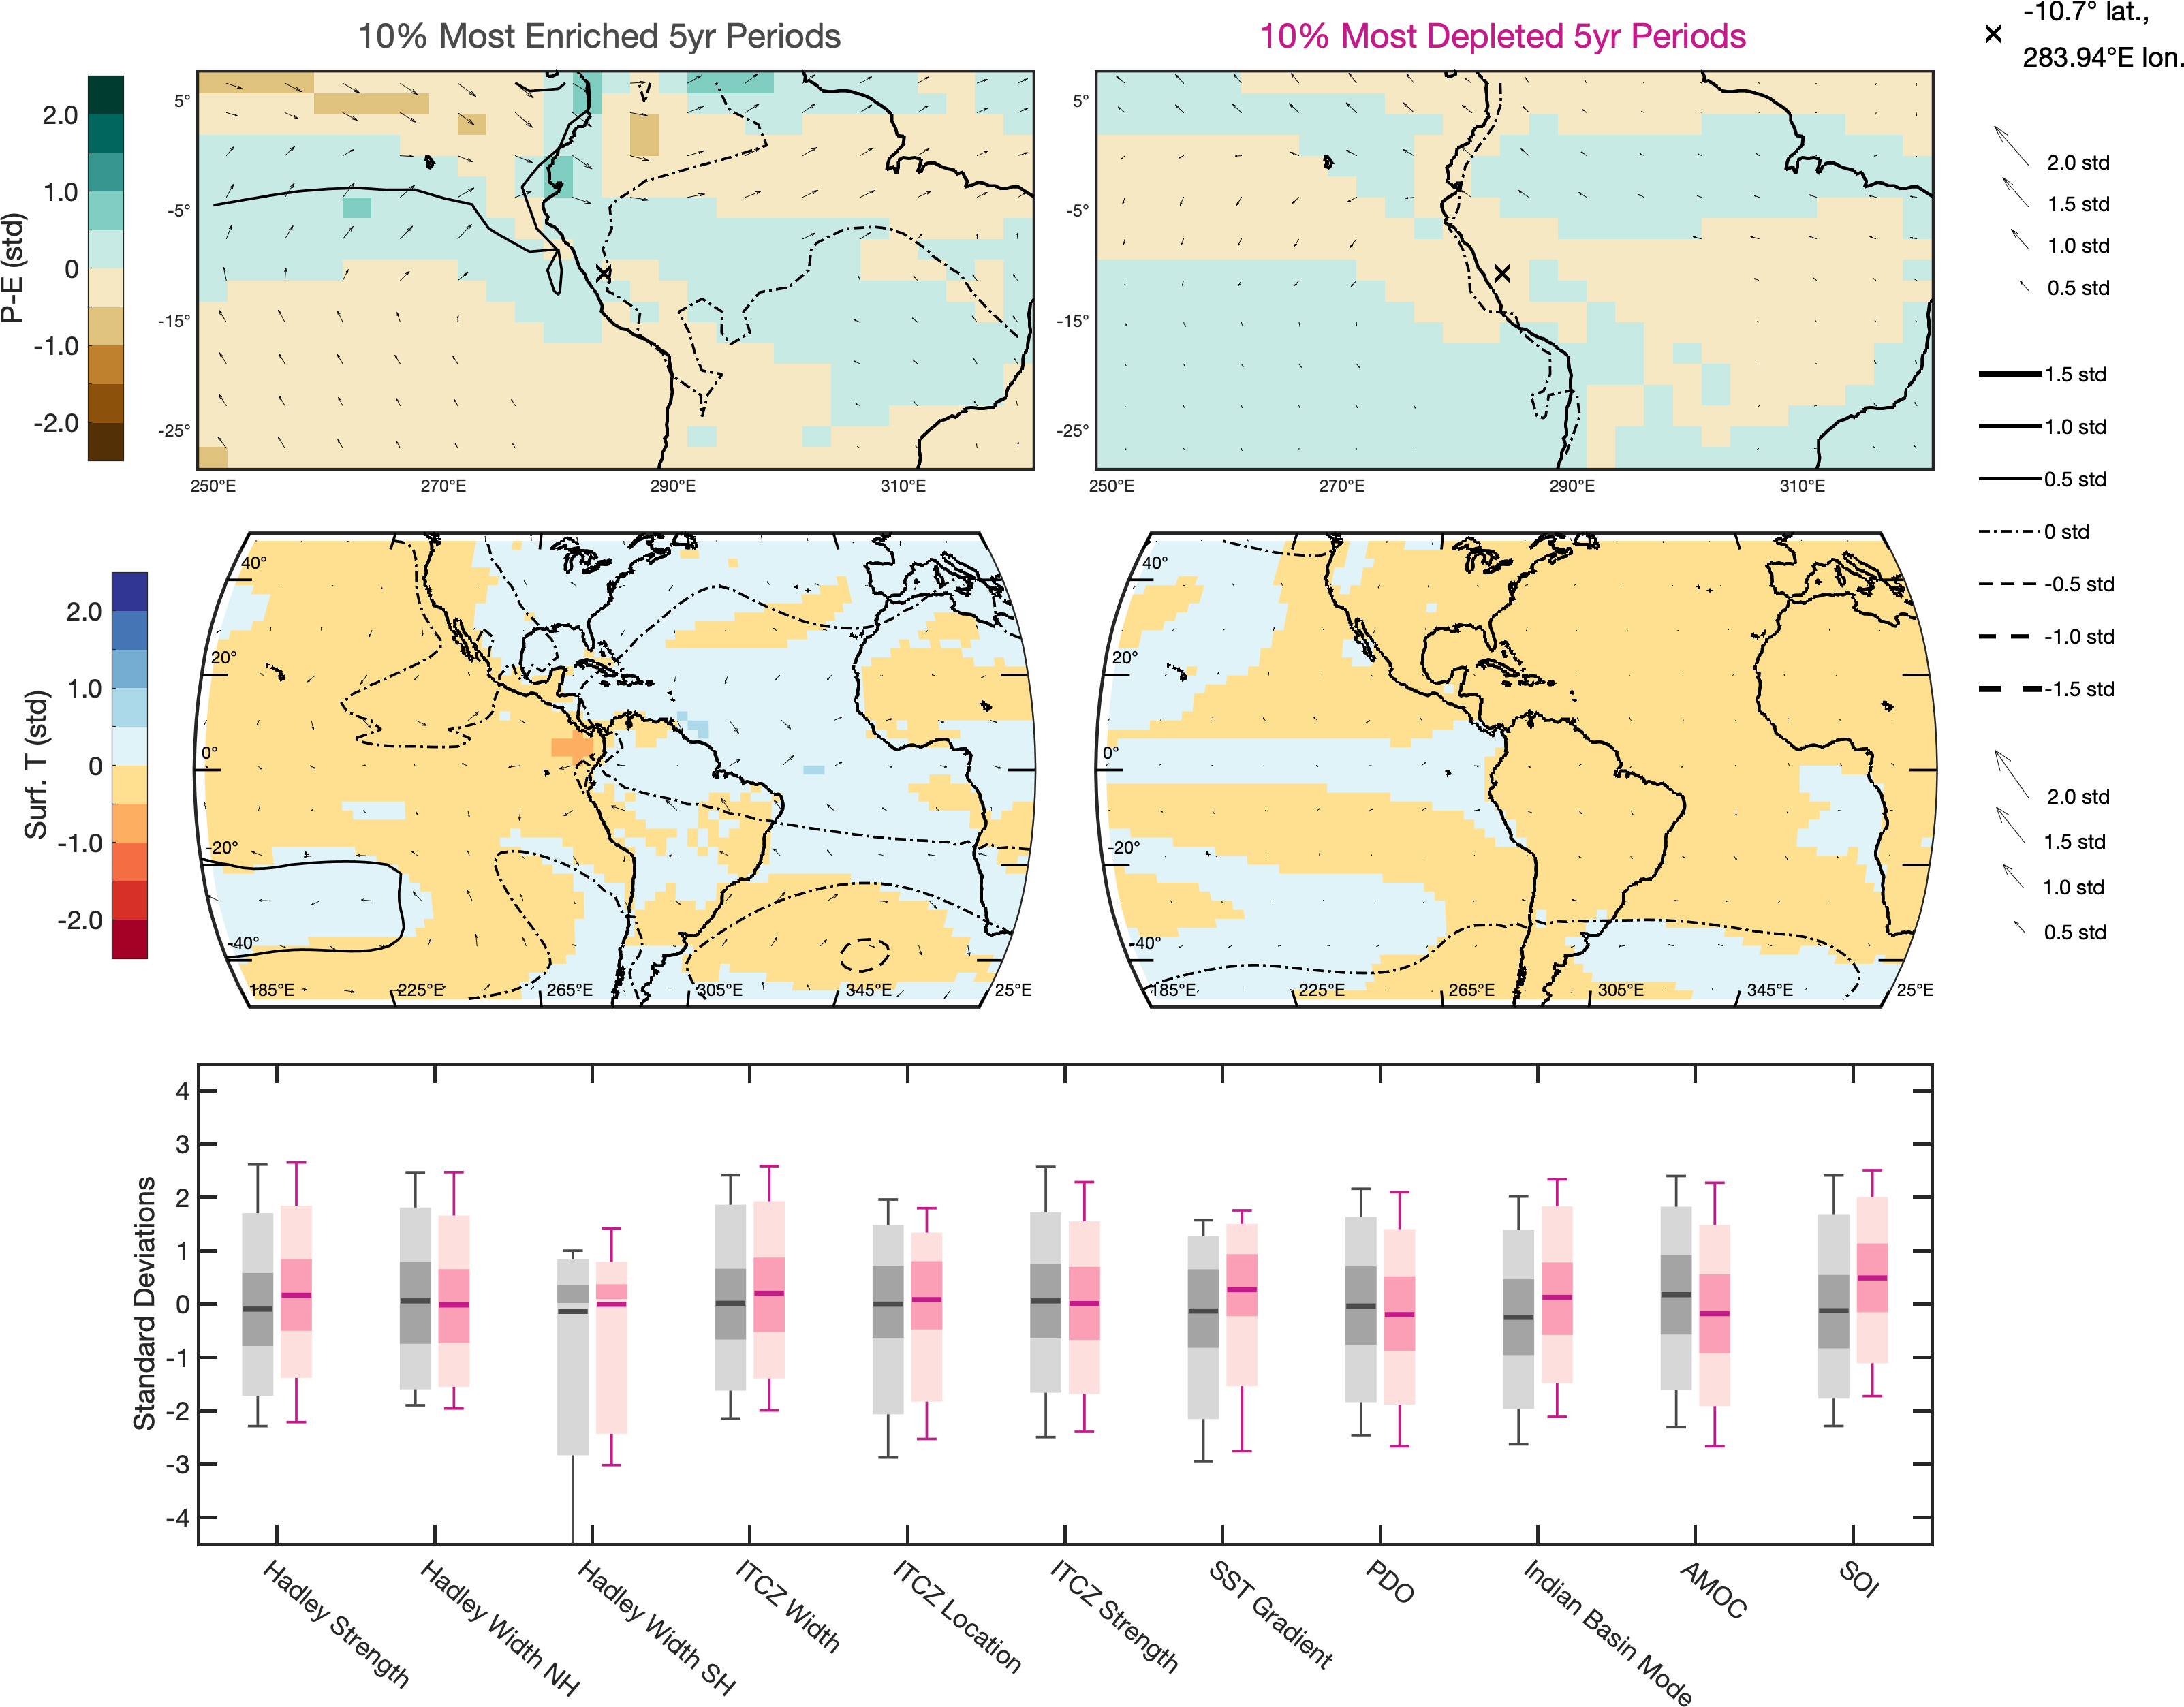 10% Most Enriched 5yr Periods
10% Most Depleted 5yr Periods
-10.7° lat.,
283.94°E lon.
P-E (std)
2.0
1.0
0
-1.0
-2.0
5°
-5°
-15°
-25°
250°E
270°E
290°E
310°E
5°
-5°
-15°
-25°
250°E
270°E
290°E
310°E
2.0 std
1.5 std
1.0 std
0.5 std
1.5 std
1.0 std
0.5 std
0 std
-0.5 std
-1.0 std
-1.5 std
Surf. T (std)
2.0
1.0
0
-1.0
-2.0
40°
20°
0°
-20°
-40°
185°E
225°E
265°E
305°E
345°E
25°E
40°
20°
0°
-20°
-40°
185°E
225°E
265°E
305°E
345°E
25°E
2.0 std
1.5 std
1.0 std
0.5 std
Standard Deviations
4
3
2
1
0
-1
-2
-3
-4
Hadley Strength
Hadley Width NH
Hadley Width SH
ITCZ Width
ITCZ Location
ITCZ Strength
SST Gradient
PDO
Indian Basin Mode
AMOC
SOI